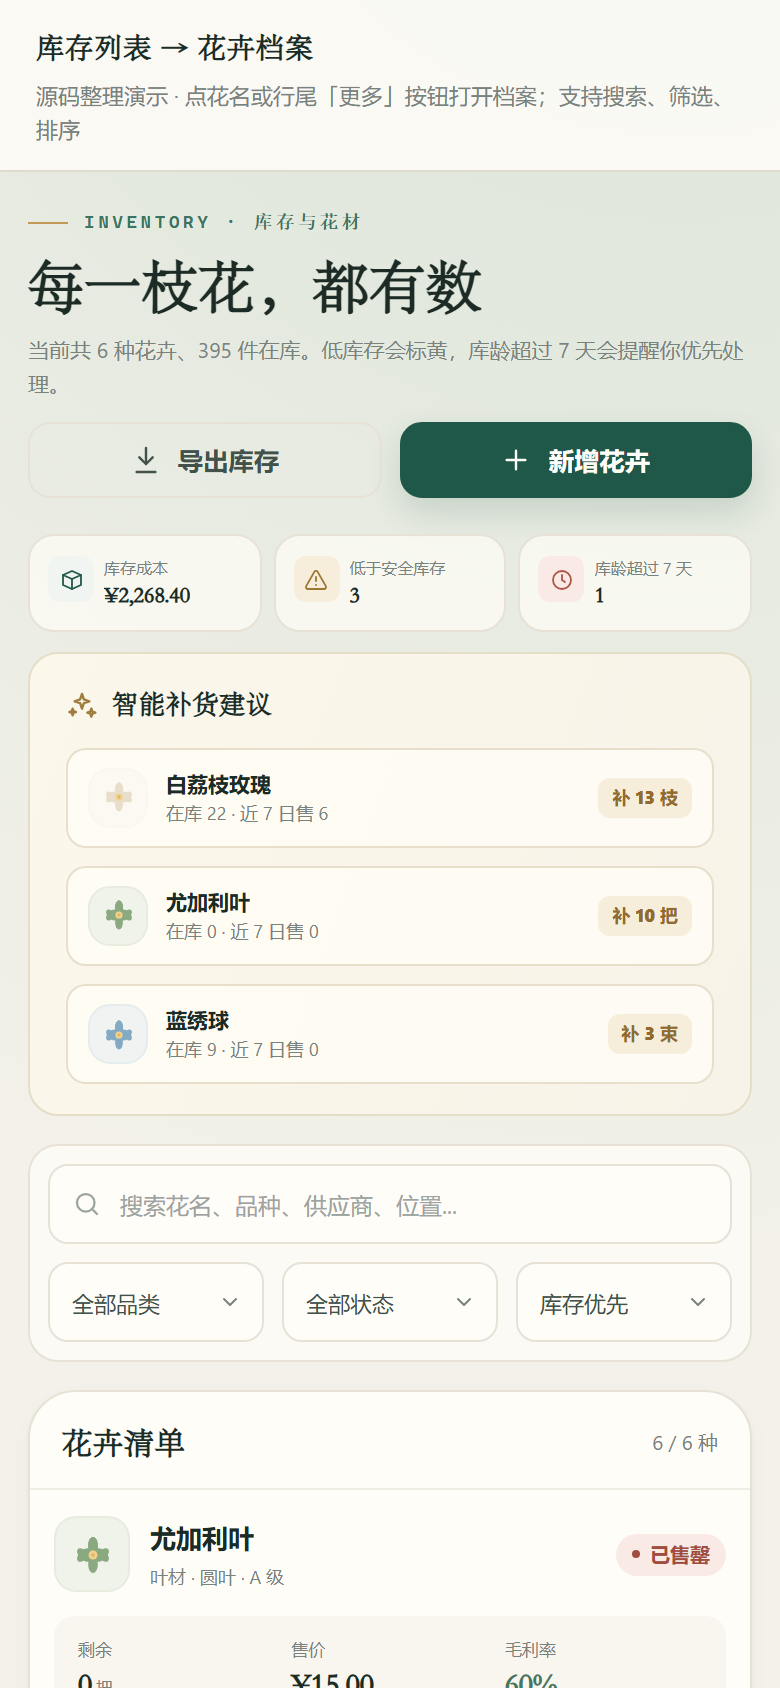 库存列表 → 花卉档案
源码整理演示 · 点花名或行尾「更多」按钮打开档案；支持搜索、筛选、
排序
INVENTORY · 库存与花材
每一枝花，都有数
当前共 6 种花卉、395 件在库。低库存会标黄，库龄超过 7 天会提醒你优先处
理。
导出库存
新增花卉
库存成本
¥2,268.40
低于安全库存
3
库龄超过 7 天
1
智能补货建议
白荔枝玫瑰
在库 22 · 近 7 日售 6
补 13 枝
尤加利叶
在库 0 · 近 7 日售 0
补 10 把
蓝绣球
在库 9 · 近 7 日售 0
补 3 束
搜索花名、品种、供应商、位置...
全部品类
全部状态
库存优先
花卉清单
6 / 6 种
尤加利叶
叶材 · 圆叶 · A 级
已售罄
剩余
售价
毛利率
0 把
¥15.00
60%